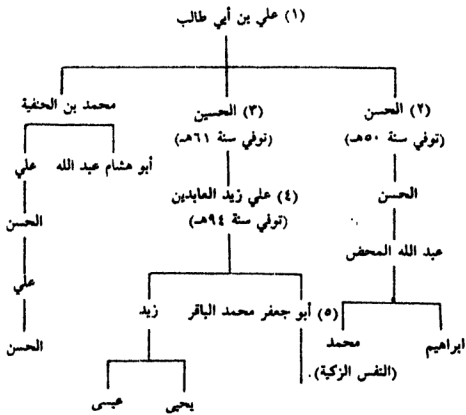 (١) علي بن أبي طالب
(٢) الحسن (٣) الحسين محمد بن الحنفية
(توفي سنة ٥٠هـ) (توفي سنة ٦١هـ)
أبو هشام عبد الله علي
الحسن (٤) علي زيد العابدين الحسن
(توفي سنة ٩٤هـ)
عبد الله المحض علي
(٥) أبو جعفر محمد الباقر زيد
ابراهيم محمد الحسن
(النفس الزكية).
يحيى عيسى